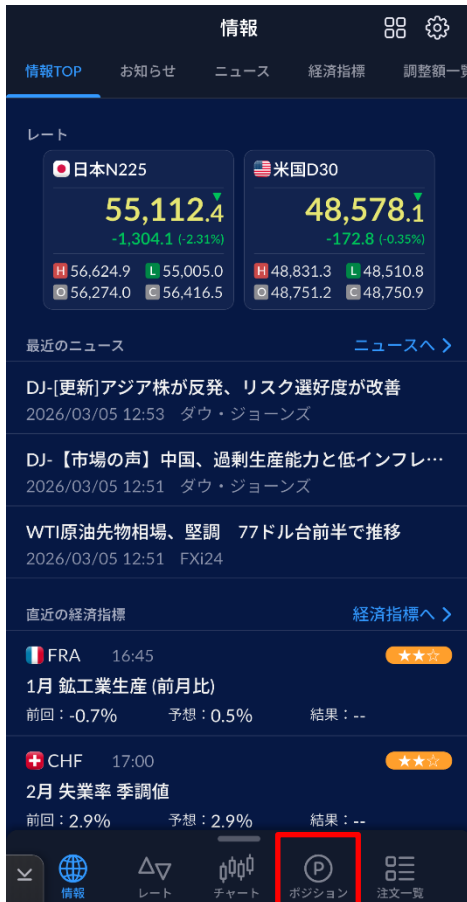 情報
情報TOP お知らせ ニュース 経済指標 調整額一覧
レート
日本N225 米国D30
55,112.4 48,578.1
-1,304.1 (-2.31%) -172.8 (-0.35%)
H 56,624.9 L 55,005.0 H 48,831.3 L 48,510.8
O 56,274.0 C 56,416.5 O 48,751.2 C 48,750.9
最近のニュース ニュースへ
DJ-[更新]アジア株が反発、リスク選好度が改善
2026/03/05 12:53 ダウ・ジョーンズ
DJ-【市場の声】中国、過剰生産能力と低インフレ…
2026/03/05 12:51 ダウ・ジョーンズ
WTI原油先物相場、堅調 77ドル台前半で推移
2026/03/05 12:51 FXi24
直近の経済指標 経済指標へ
FRA 16:45 ★★☆
1月 鉱工業生産 (前月比)
前回：-0.7% 予想：0.5% 結果：--
CHF 17:00 ★★☆
2月 失業率 季調値
前回：2.9% 予想：2.9% 結果：--
P
情報 レート チャート ポジション 注文一覧